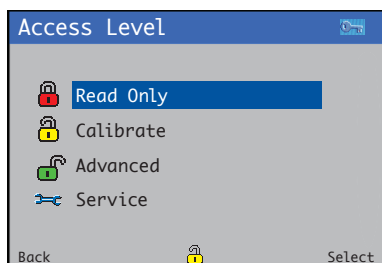 Access Level
Read Only
Calibrate
Advanced
Service
Back Select